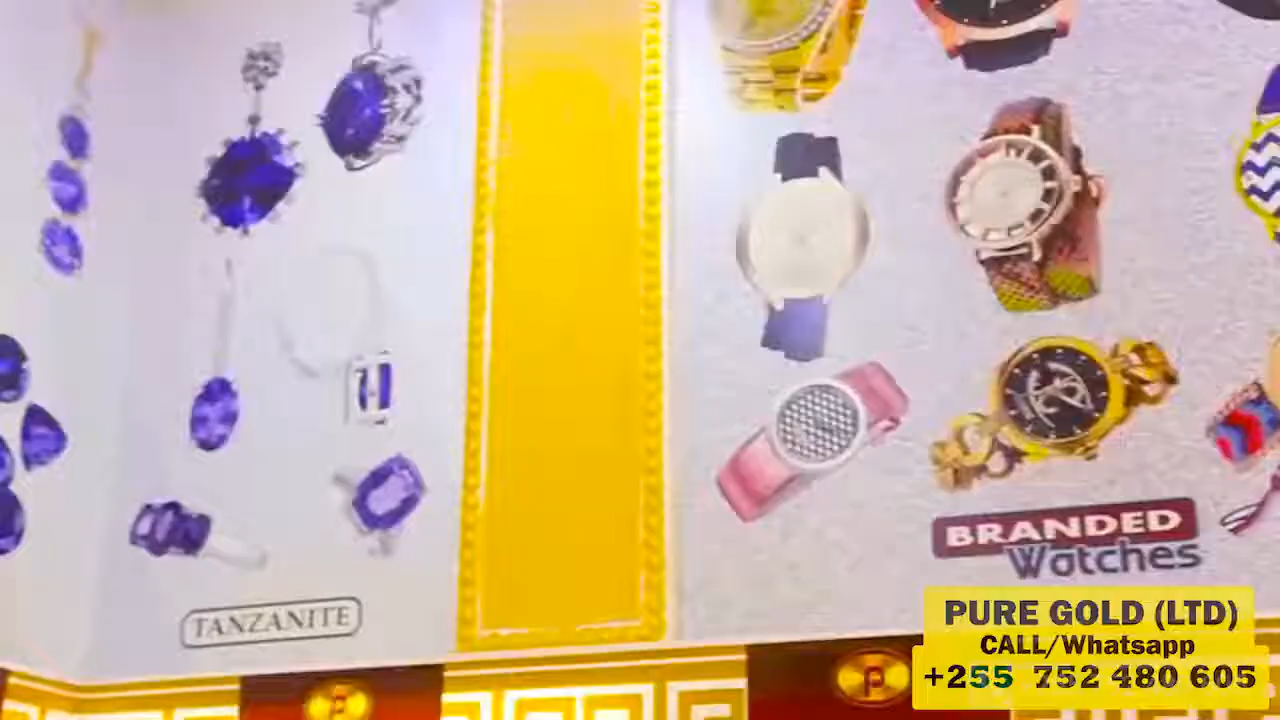 TANZANITE
BRANDED
Watches
PURE GOLD (LTD)
CALL/Whatsapp
+255 752 480 605
P
P